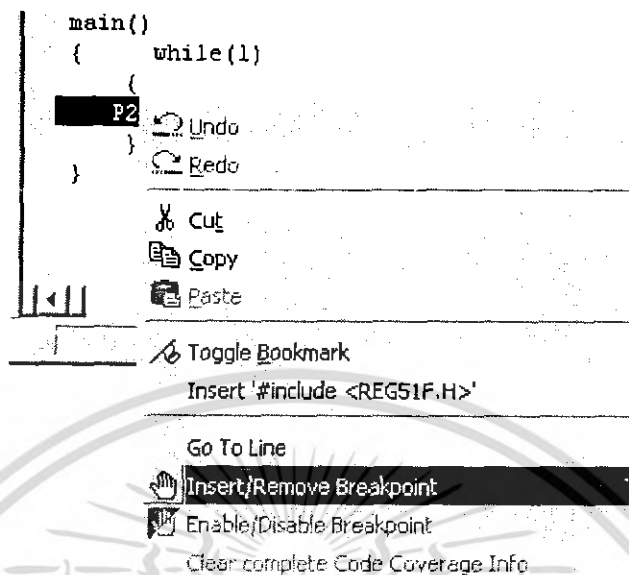 main()
{ while(1)
{
P2
}
}
Undo
Redo
Cut
Copy
Paste
Toggle Bookmark
Insert '#include <REG51F.H>'
Go To Line
Insert/Remove Breakpoint
Enable/Disable Breakpoint
Clear complete Code Coverage Info